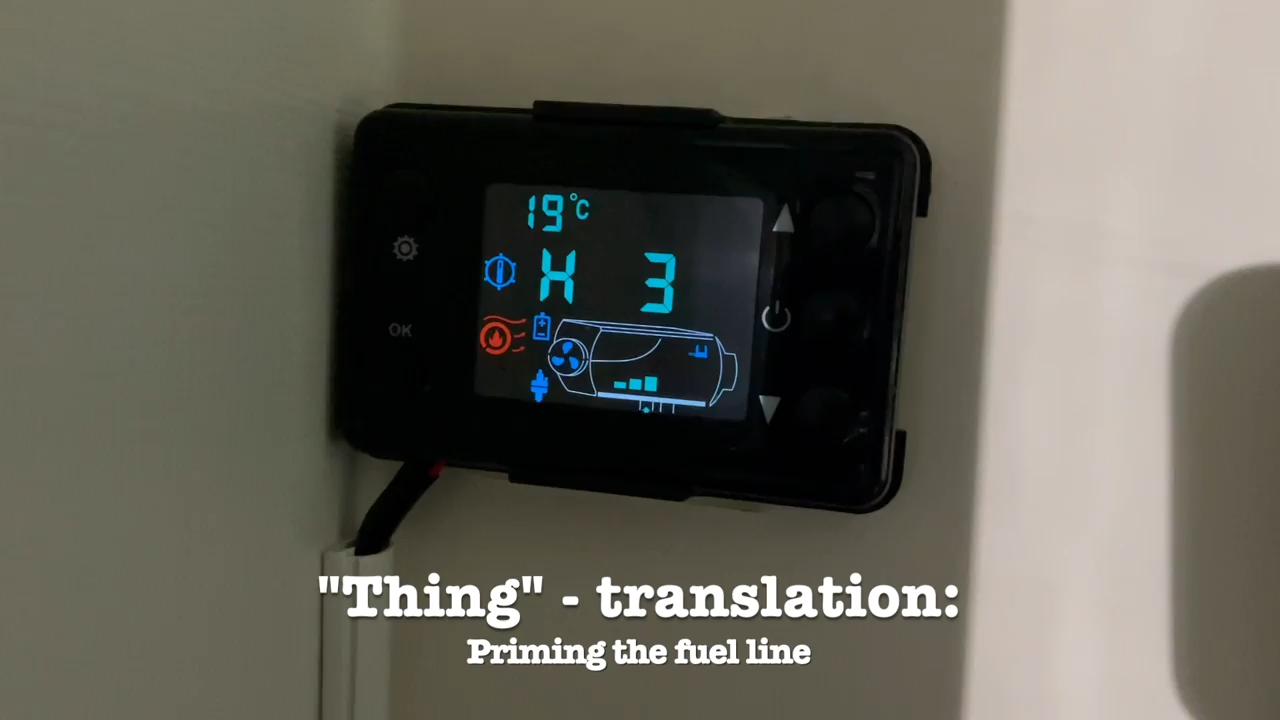 19°C
H 3
OK
"Thing" - translation:
Priming the fuel line